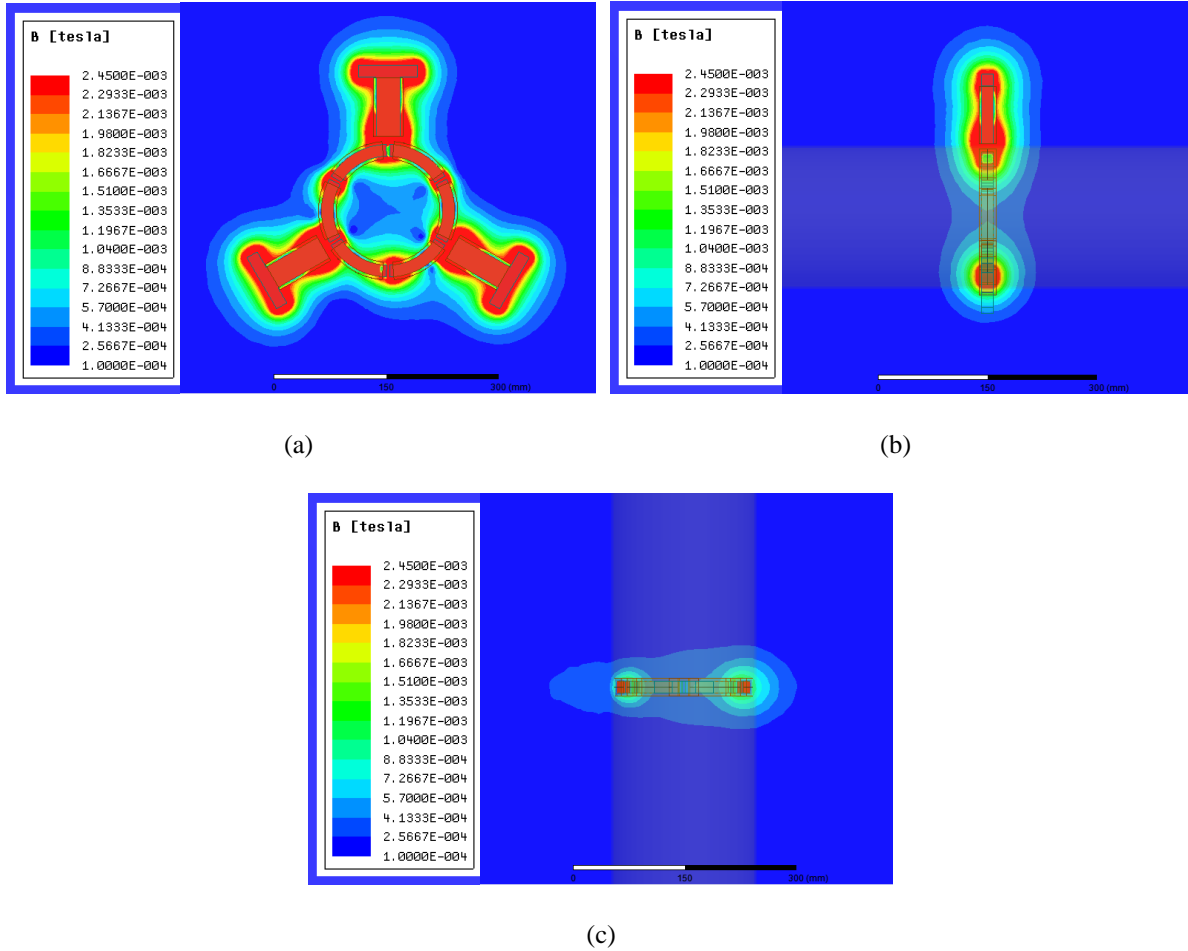 B [tesla]
2.4500E-003
2.2933E-003
2.1367E-003
1.9800E-003
1.8233E-003
1.6667E-003
1.5100E-003
1.3533E-003
1.1967E-003
1.0400E-003
8.8333E-004
7.2667E-004
5.7000E-004
4.1333E-004
2.5667E-004
1.0000E-004
0 150 300 (mm)
(a)
B [tesla]
2.4500E-003
2.2933E-003
2.1367E-003
1.9800E-003
1.8233E-003
1.6667E-003
1.5100E-003
1.3533E-003
1.1967E-003
1.0400E-003
8.8333E-004
7.2667E-004
5.7000E-004
4.1333E-004
2.5667E-004
1.0000E-004
0 150 300 (mm)
(b)
B [tesla]
2.4500E-003
2.2933E-003
2.1367E-003
1.9800E-003
1.8233E-003
1.6667E-003
1.5100E-003
1.3533E-003
1.1967E-003
1.0400E-003
8.8333E-004
7.2667E-004
5.7000E-004
4.1333E-004
2.5667E-004
1.0000E-004
0 150 300 (mm)
(c)